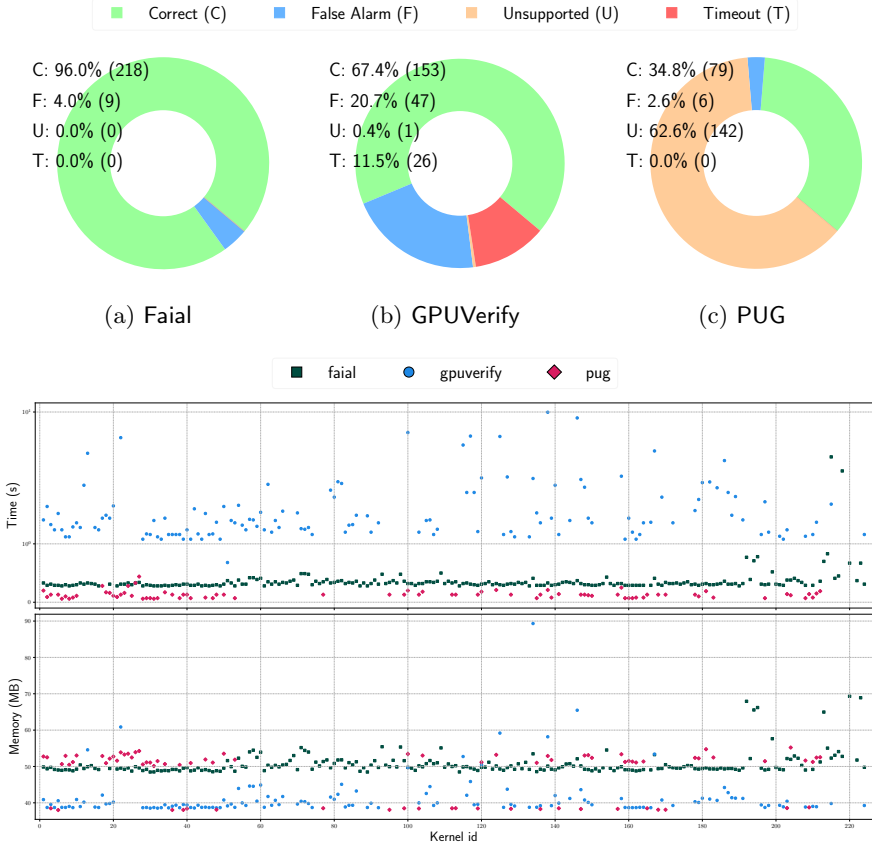 Correct (C) False Alarm (F) Unsupported (U) Timeout (T)
C: 96.0% (218)
F: 4.0% (9)
U: 0.0% (0)
T: 0.0% (0)
C: 67.4% (153)
F: 20.7% (47)
U: 0.4% (1)
T: 11.5% (26)
C: 34.8% (79)
F: 2.6% (6)
U: 62.6% (142)
T: 0.0% (0)
(a) Faial
(b) GPUVerify
(c) PUG
faial gpuverify pug
Time (s)
10¹
10⁰
0
Memory (MB)
90
80
70
60
50
40
0 20 40 60 80 100 120 140 160 180 200 220
Kernel id